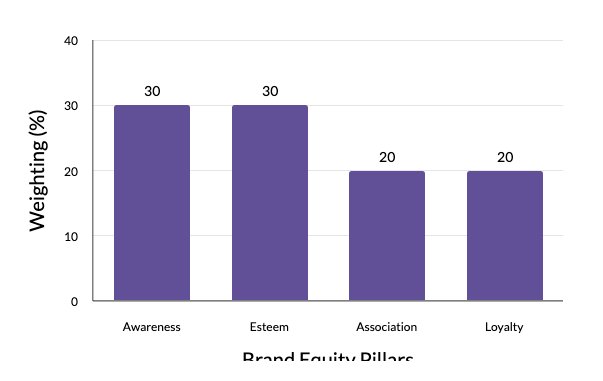 40
30
20
10
0
Weighting (%)
30
30
20
20
Awareness
Esteem
Association
Loyalty
Brand Equity Pillars